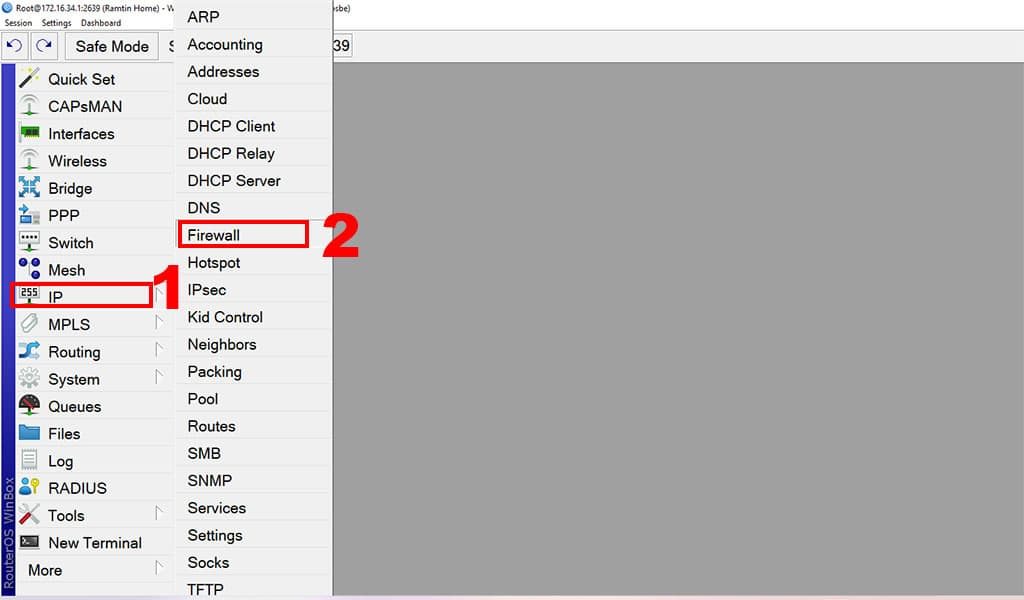 Root@172.16.34.1:2639 (Ramtin Home) - W
Session Settings Dashboard
Safe Mode
39
Quick Set
CAPsMAN
Interfaces
Wireless
Bridge
PPP
Switch
Mesh
255
IP
1
MPLS
Routing
System
Queues
Files
Log
RADIUS
Tools
New Terminal
More
RouterOS WinBox
ARP
Accounting
Addresses
Cloud
DHCP Client
DHCP Relay
DHCP Server
DNS
Firewall
2
Hotspot
IPsec
Kid Control
Neighbors
Packing
Pool
Routes
SMB
SNMP
Services
Settings
Socks
TFTP